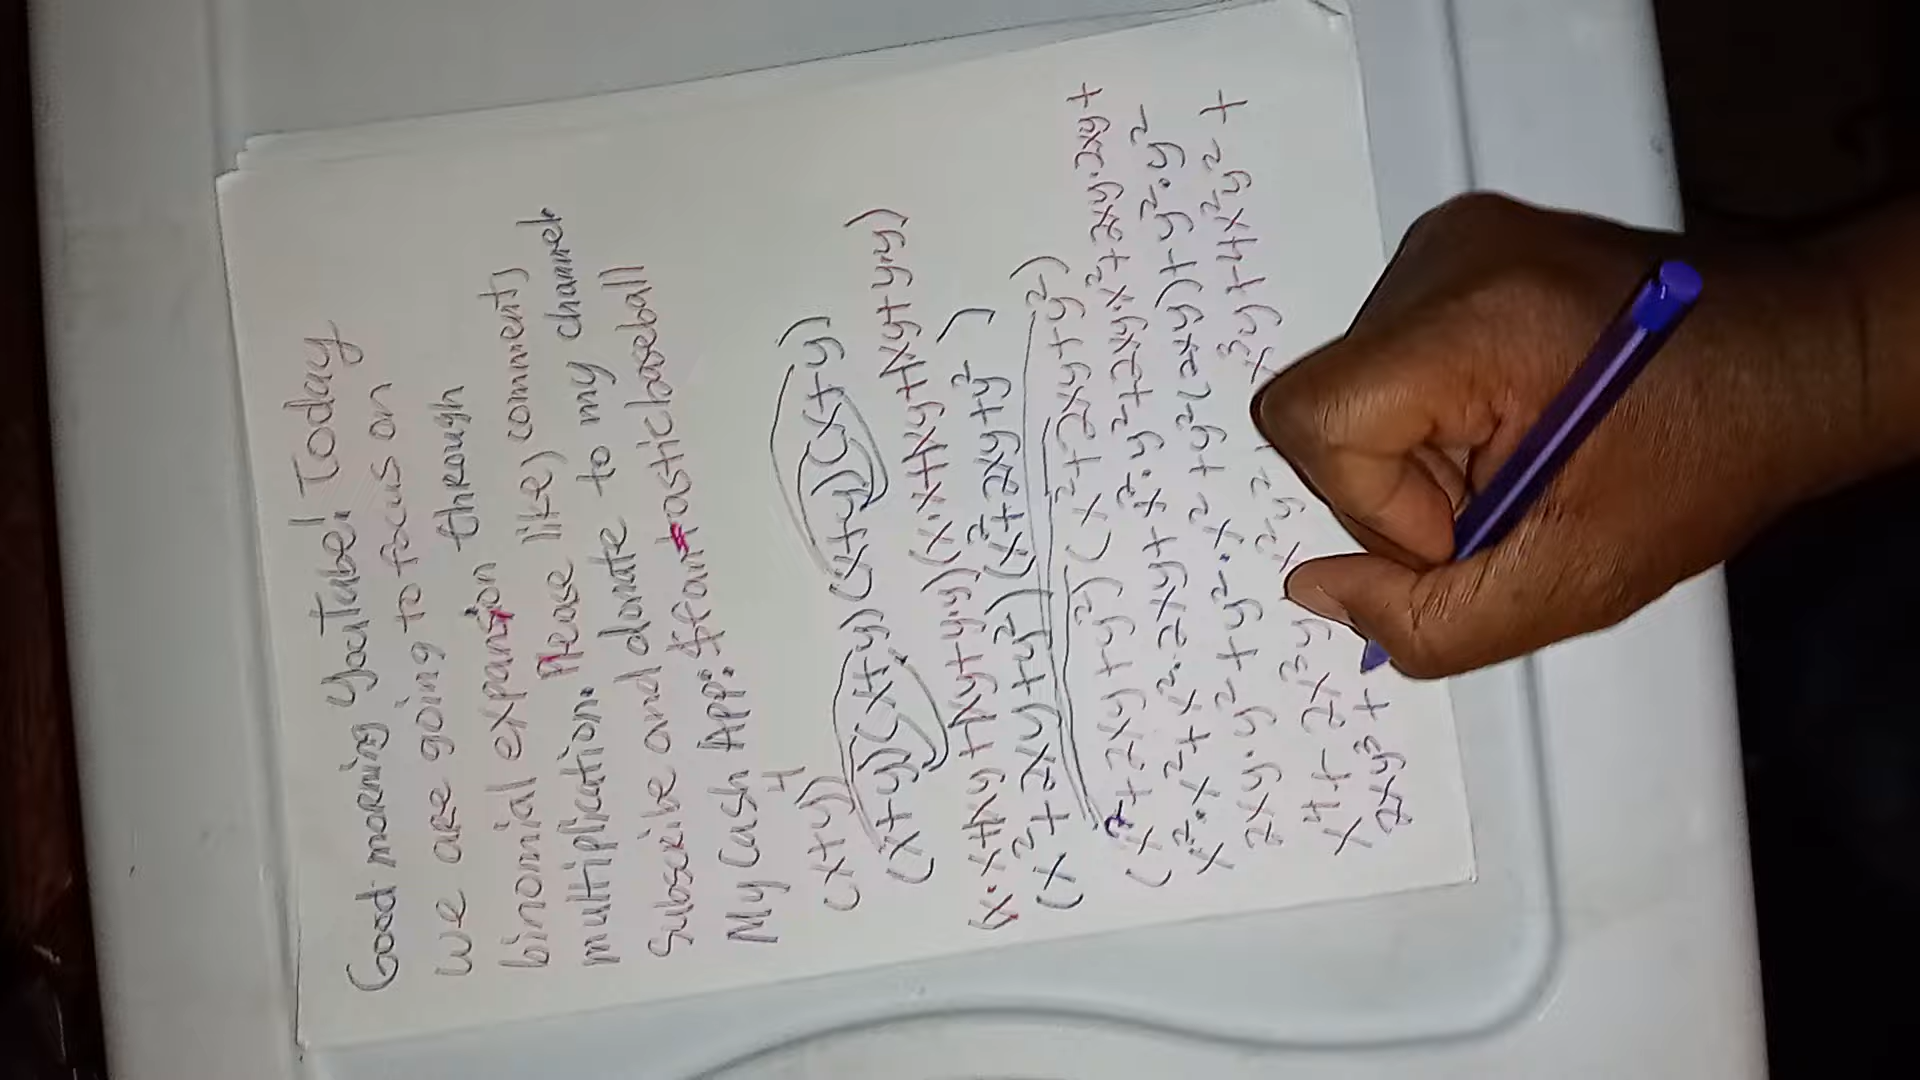 Good morning YouTube! Today
we are going to focus on
binomial expansion through
multiplication. Please like, comment,
subscribe and donate to my channel.
My Cash App: $fantasticbaseball
(x+y)⁴
(x+y)(x+y)(x+y)(x+y)
(x·x+xy+xy+y·y)(x·x+xy+xy+y·y)
(x²+2xy+y²)(x²+2xy+y²)
(x²+2xy+y²)(x²+2xy+y²)
x²·x²+x²·2xy+x²·y²+2xy·x²+2xy·2xy+
2xy·y²+y²·x²+y²(2xy)+y²·y²
x⁴+2x³y x²y²+ x³y+4x²y²+
2xy³+